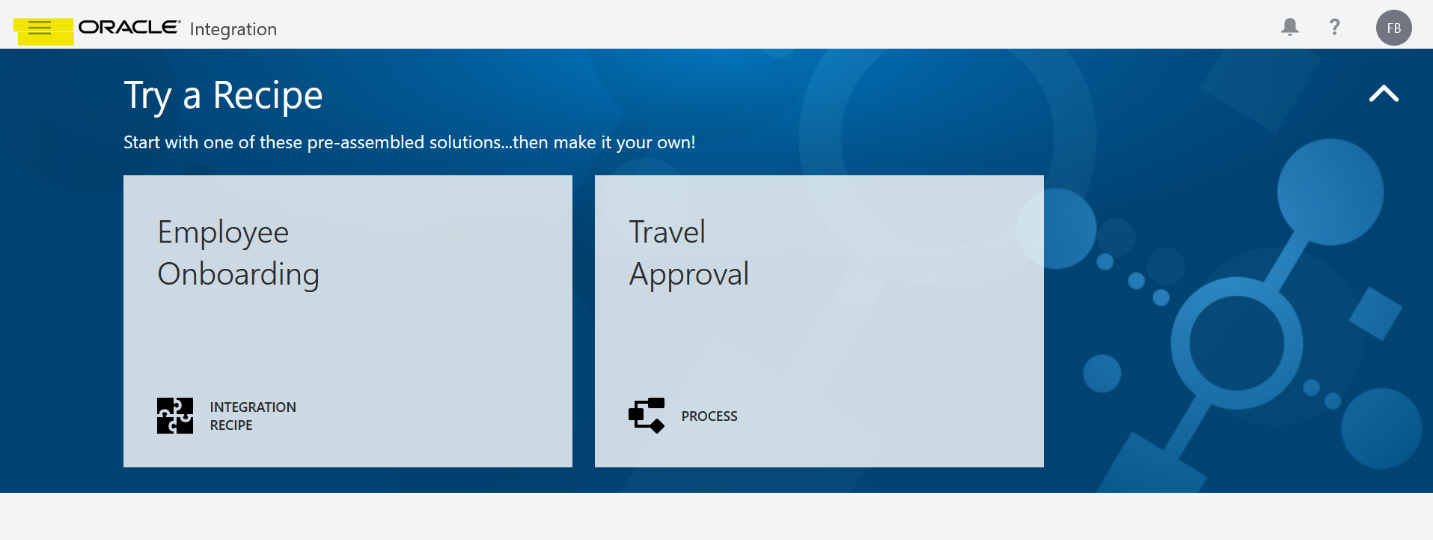 ORACLE Integration
? FB
Try a Recipe
Start with one of these pre-assembled solutions...then make it your own!
Employee
Onboarding
INTEGRATION
RECIPE
Travel
Approval
PROCESS